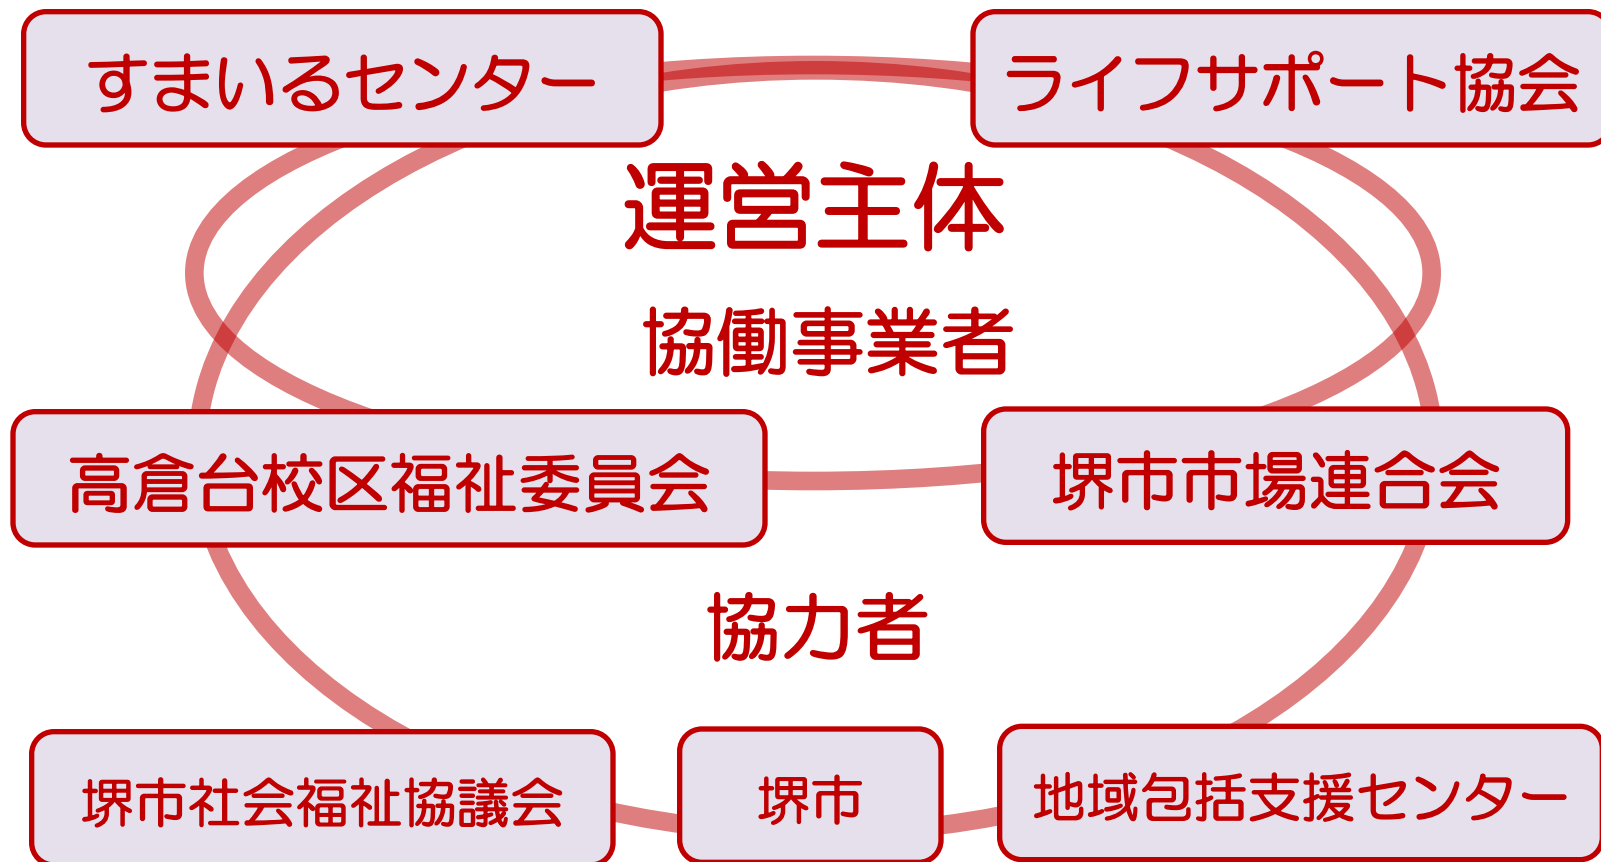 すまいるセンター
ライフサポート協会
運営主体
協働事業者
高倉台校区福祉委員会
堺市市場連合会
協力者
堺市社会福祉協議会
堺市
地域包括支援センター